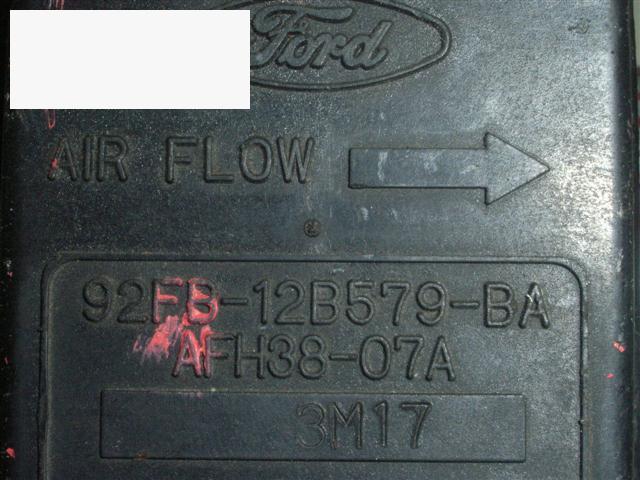 Ford
AIR FLOW
92FB-12B579-BA
AFH38-07A
3M17